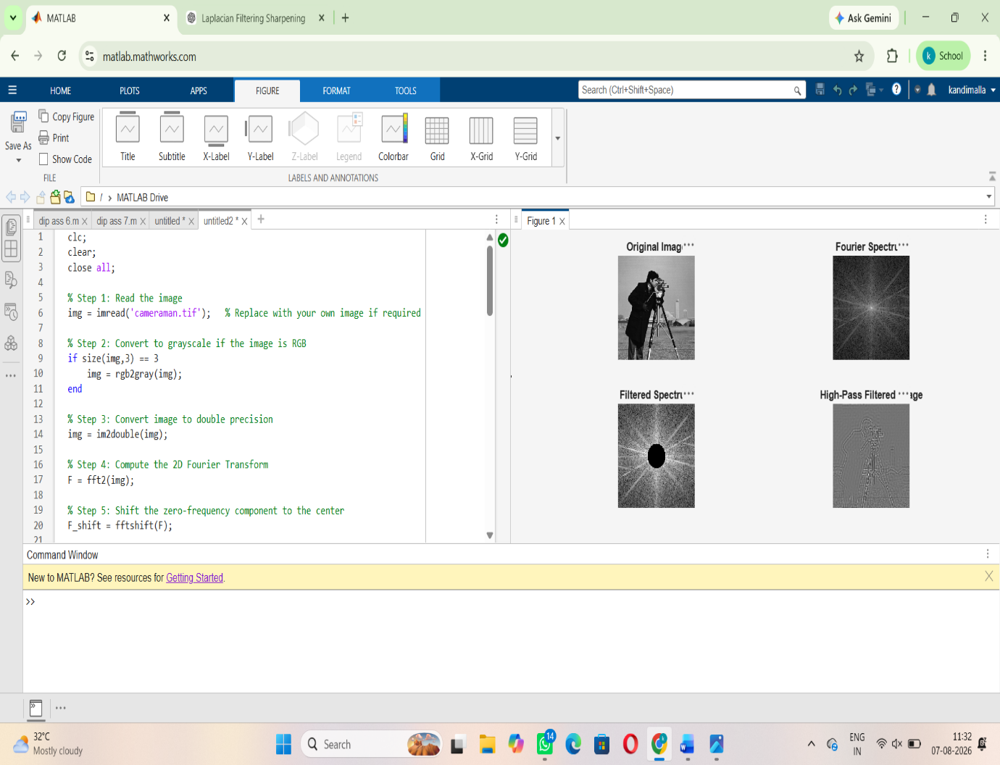 MATLAB
Laplacian Filtering Sharpening
Ask Gemini
matlab.mathworks.com
k
School
HOME
PLOTS
APPS
FIGURE
FORMAT
TOOLS
Search (Ctrl+Shift+Space)
kandimalla
Save As
Copy Figure
Print
Show Code
FILE
Title
Subtitle
X-Label
Y-Label
Z-Label
Legend
Colorbar
Grid
X-Grid
Y-Grid
LABELS AND ANNOTATIONS
/ › MATLAB Drive
dip ass 6.m
dip ass 7.m
untitled *
untitled2 *
Figure 1
1 clc;
2 clear;
3 close all;
4
5 % Step 1: Read the image
6 img = imread('cameraman.tif'); % Replace with your own image if required
7
8 % Step 2: Convert to grayscale if the image is RGB
9 if size(img,3) == 3
10 img = rgb2gray(img);
11 end
12
13 % Step 3: Convert image to double precision
14 img = im2double(img);
15
16 % Step 4: Compute the 2D Fourier Transform
17 F = fft2(img);
18
19 % Step 5: Shift the zero-frequency component to the center
20 F_shift = fftshift(F);
21
Original Imag
Fourier Spectru
Filtered Spectru
High-Pass Filtered age
Command Window
New to MATLAB? See resources for Getting Started.
>>
32°C
Mostly cloudy
Search
14
ENG
IN
11:32
07-08-2026